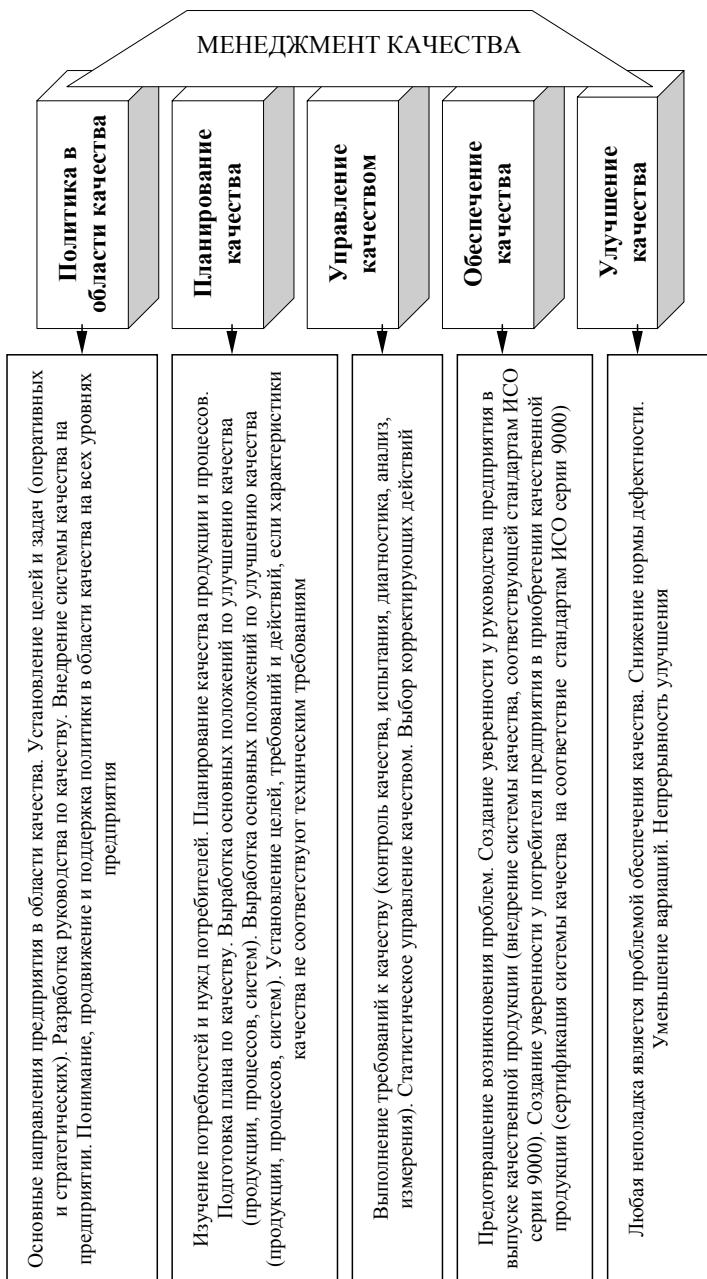 МЕНЕДЖМЕНТ КАЧЕСТВА
Политика в
области качества
Основные направления предприятия в области качества. Установление целей и задач (оперативных
и стратегических). Разработка руководства по качеству. Внедрение системы качества на
предприятии. Понимание, продвижение и поддержка политики в области качества на всех уровнях
предприятия
Планирование
качества
Изучение потребностей и нужд потребителей. Планирование качества продукции и процессов.
Подготовка плана по качеству. Выработка основных положений по улучшению качества
(продукции, процессов, систем). Выработка основных положений по улучшению качества
(продукции, процессов, систем). Установление целей, требований и действий, если характеристики
качества не соответствуют техническим требованиям
Управление
качеством
Выполнение требований к качеству (контроль качества, испытания, диагностика, анализ,
измерения). Статистическое управление качеством. Выбор корректирующих действий
Обеспечение
качества
Предотвращение возникновения проблем. Создание уверенности у руководства предприятия в
выпуске качественной продукции (внедрение системы качества, соответствующей стандартам ИСО
серии 9000). Создание уверенности у потребителя предприятия в приобретении качественной
продукции (сертификация системы качества на соответствие стандартам ИСО серии 9000)
Улучшение
качества
Любая неполадка является проблемой обеспечения качества. Снижение нормы дефектности.
Уменьшение вариаций. Непрерывность улучшения